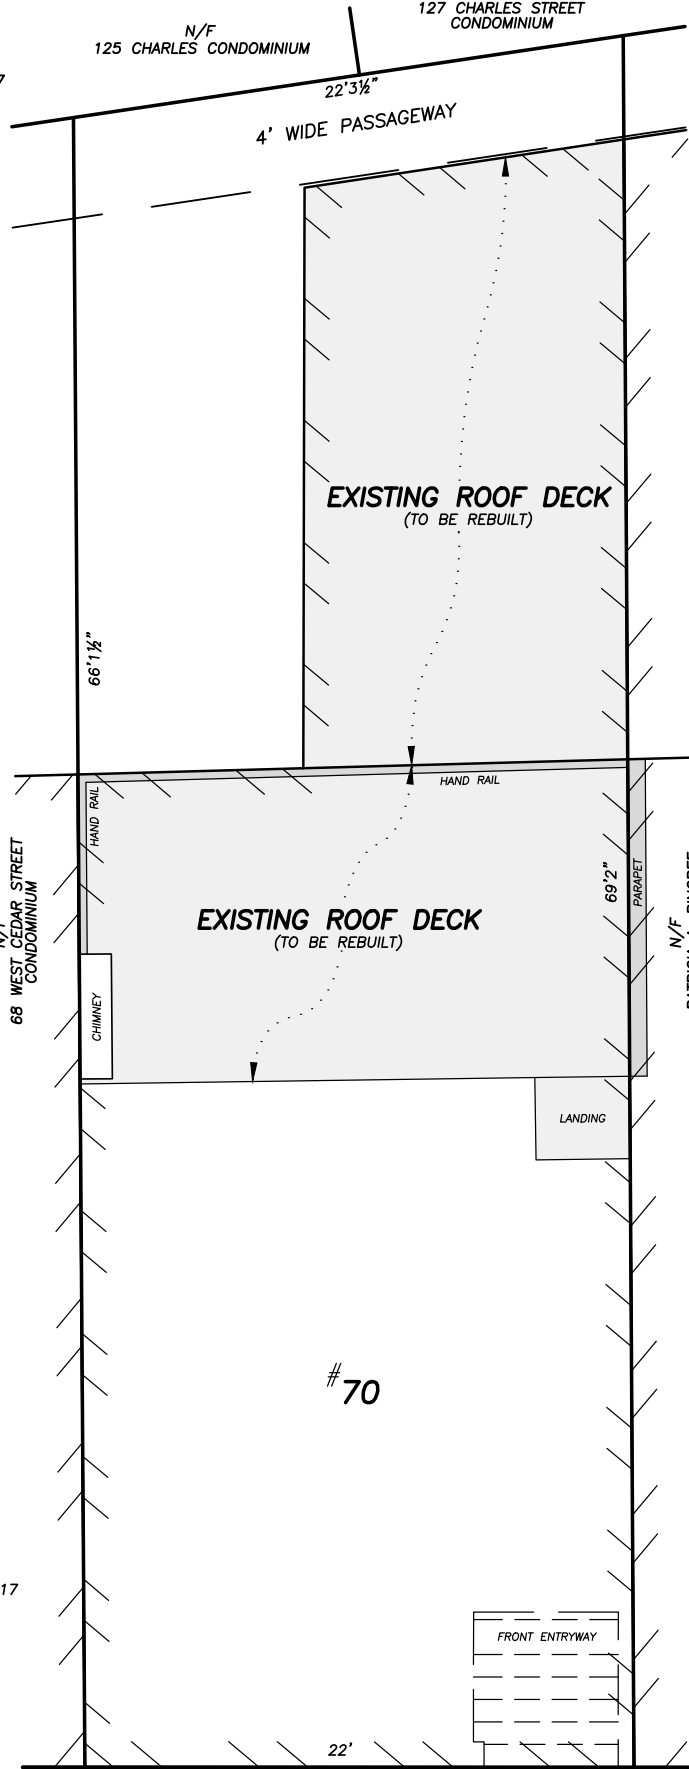 127 CHARLES STREET
CONDOMINIUM
N/F
125 CHARLES CONDOMINIUM
22'3½"
4' WIDE PASSAGEWAY
EXISTING ROOF DECK
(TO BE REBUILT)
66'1½"
HAND RAIL
HAND RAIL
N/F
68 WEST CEDAR STREET
CONDOMINIUM
EXISTING ROOF DECK
(TO BE REBUILT)
69'2"
PARAPET
N/F
CHIMNEY
LANDING
#70
17
FRONT ENTRYWAY
22'